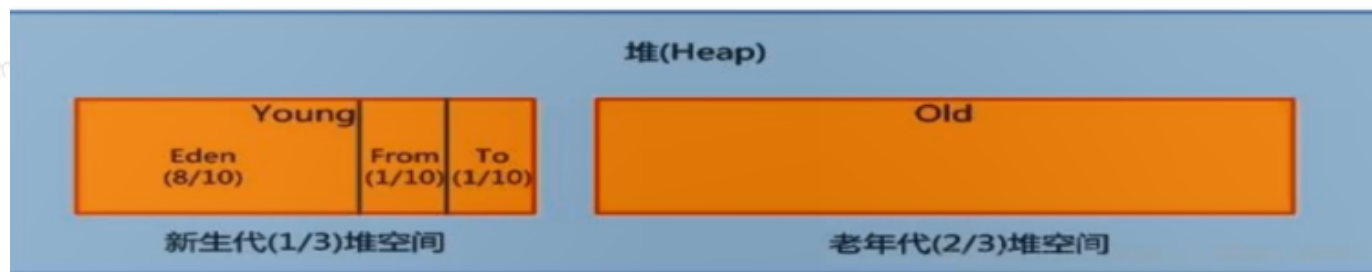 堆(Heap)
Young
Eden
(8/10)
From
(1/10)
To
(1/10)
Old
新生代(1/3)堆空间
老年代(2/3)堆空间